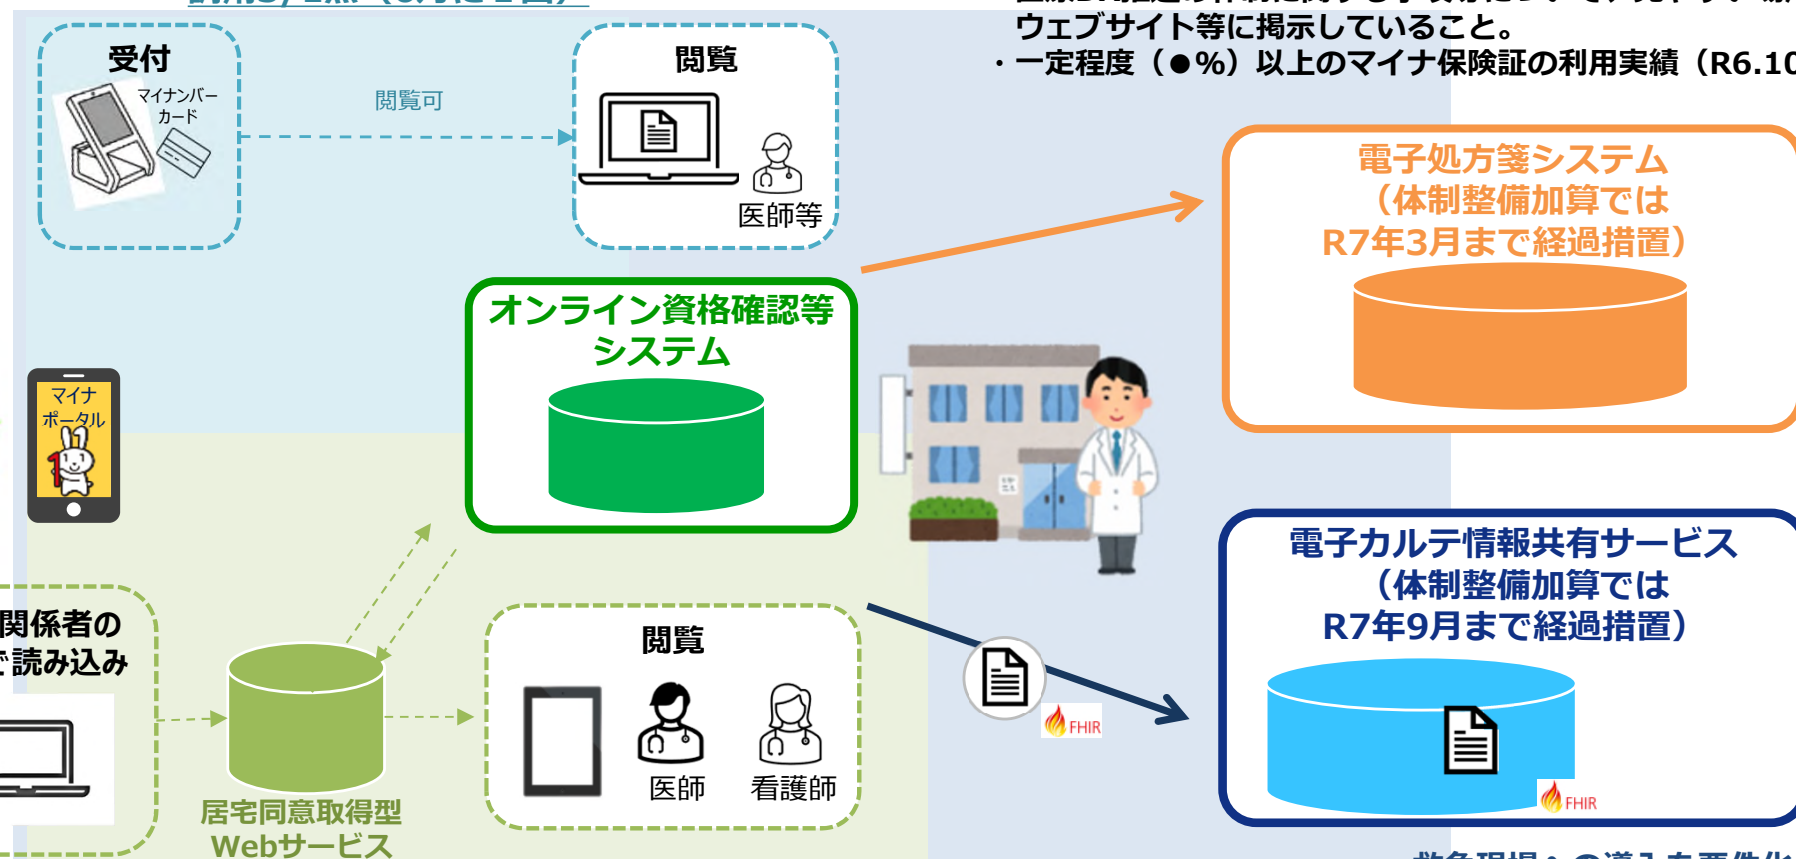 ウェブサイト等に掲示していること。
・一定程度（●%）以上のマイナ保険証の利用実績（R6.10
受付
マイナンバー
カード
閲覧可
閲覧
医師等
電子処方箋システム
（体制整備加算では
R7年3月まで経過措置）
オンライン資格確認等
システム
マイナ
ポータル
電子カルテ情報共有サービス
（体制整備加算では
R7年9月まで経過措置）
FHIR
FHIR
関係者の
で読み込み
居宅同意取得型
Webサービス
閲覧
医師
看護師